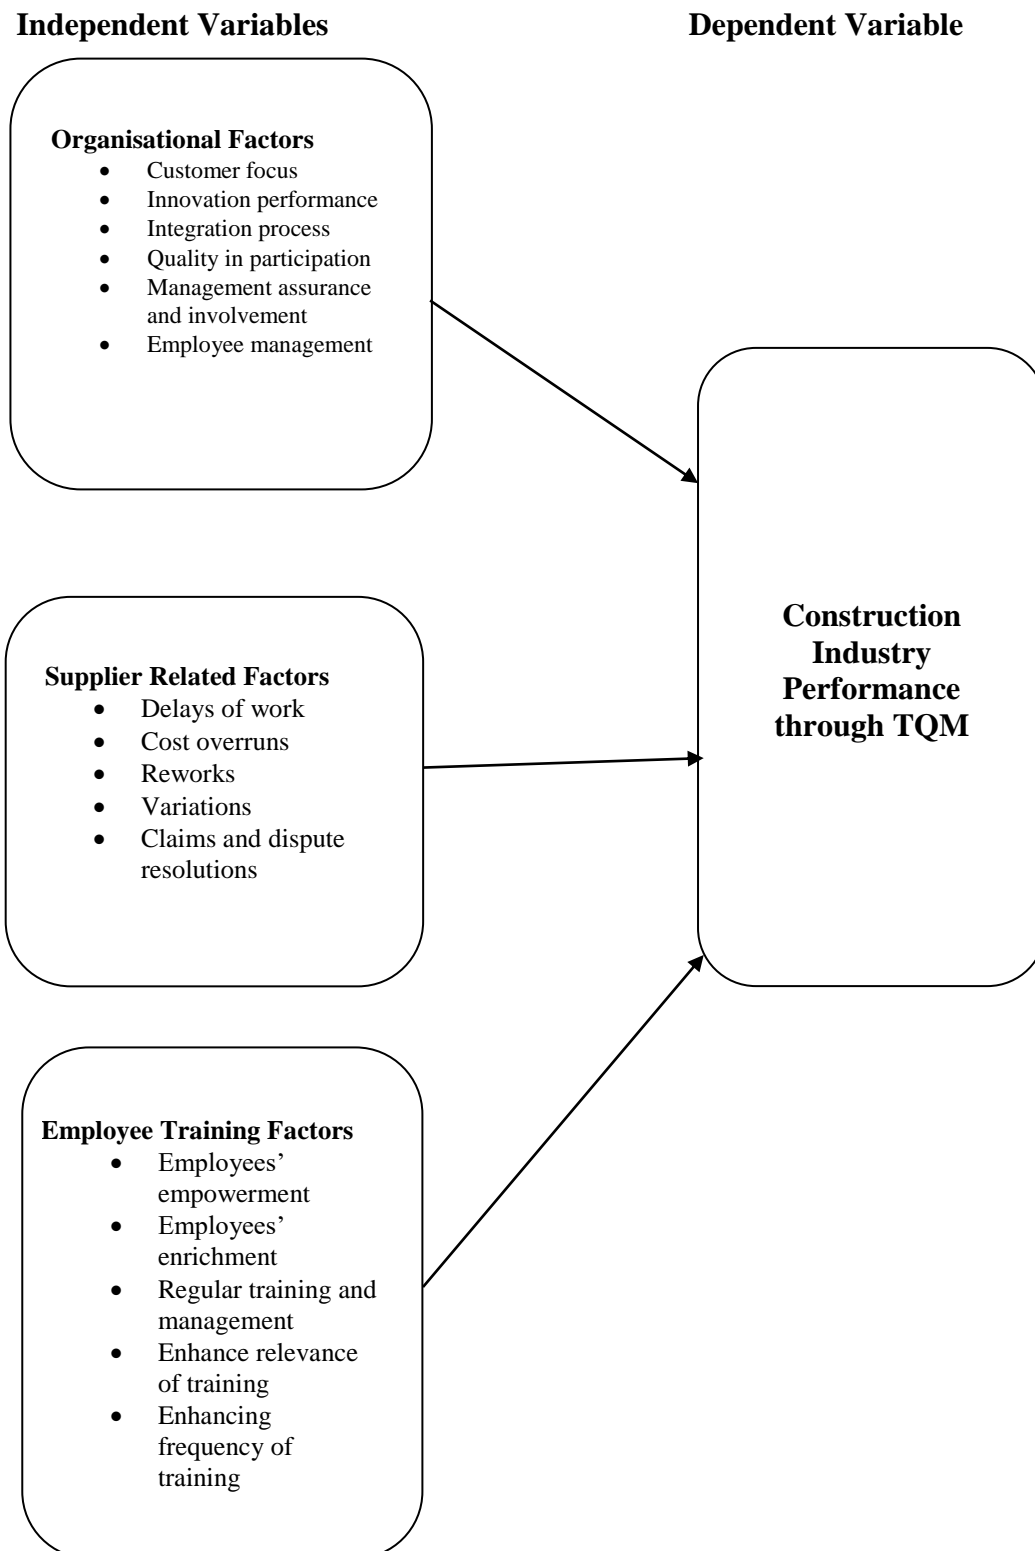 Independent Variables
Dependent Variable
Organisational Factors
• Customer focus
• Innovation performance
• Integration process
• Quality in participation
• Management assurance
and involvement
• Employee management
Supplier Related Factors
• Delays of work
• Cost overruns
• Reworks
• Variations
• Claims and dispute
resolutions
Construction
Industry
Performance
through TQM
Employee Training Factors
• Employees’
empowerment
• Employees’
enrichment
• Regular training and
management
• Enhance relevance
of training
• Enhancing
frequency of
training